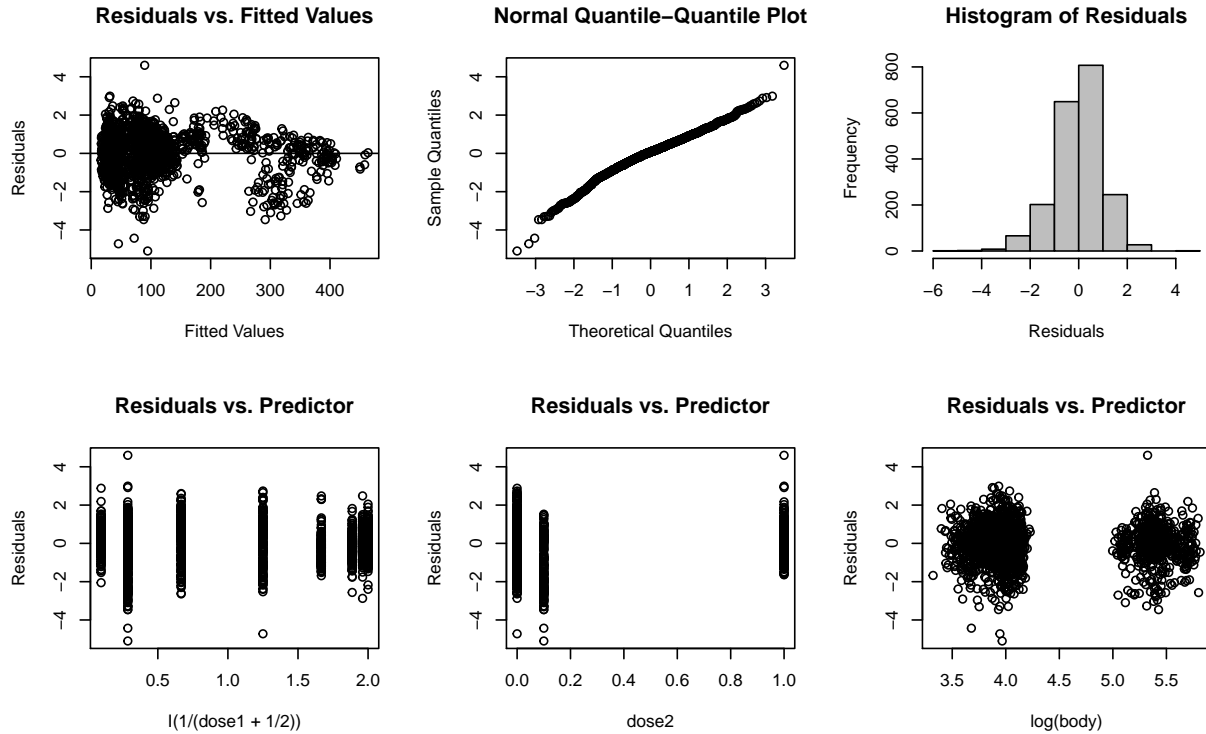 Residuals vs. Fitted Values
Residuals
4
2
0
−2
−4
0 100 200 300 400
Fitted Values
Normal Quantile−Quantile Plot
Sample Quantiles
4
2
0
−2
−4
−3 −2 −1 0 1 2 3
Theoretical Quantiles
Histogram of Residuals
Frequency
800
600
400
200
0
−6 −4 −2 0 2 4
Residuals
Residuals vs. Predictor
Residuals
4
2
0
−2
−4
0.5 1.0 1.5 2.0
I(1/(dose1 + 1/2))
Residuals vs. Predictor
Residuals
4
2
0
−2
−4
0.0 0.2 0.4 0.6 0.8 1.0
dose2
Residuals vs. Predictor
Residuals
4
2
0
−2
−4
3.5 4.0 4.5 5.0 5.5
log(body)